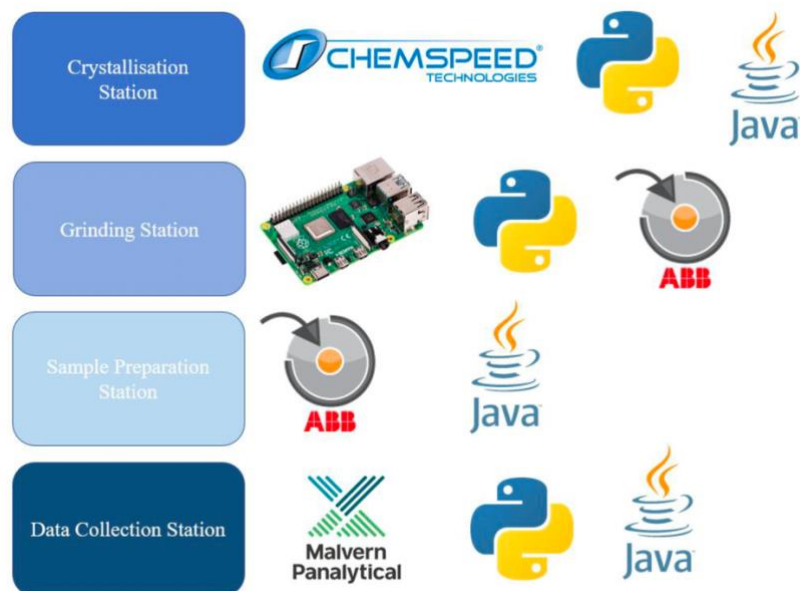 Crystallisation
Station
CHEMSPEED®
TECHNOLOGIES
Java
Grinding Station
ABB
Sample Preparation
Station
ABB
Java
Data Collection Station
Malvern
Panalytical
Java